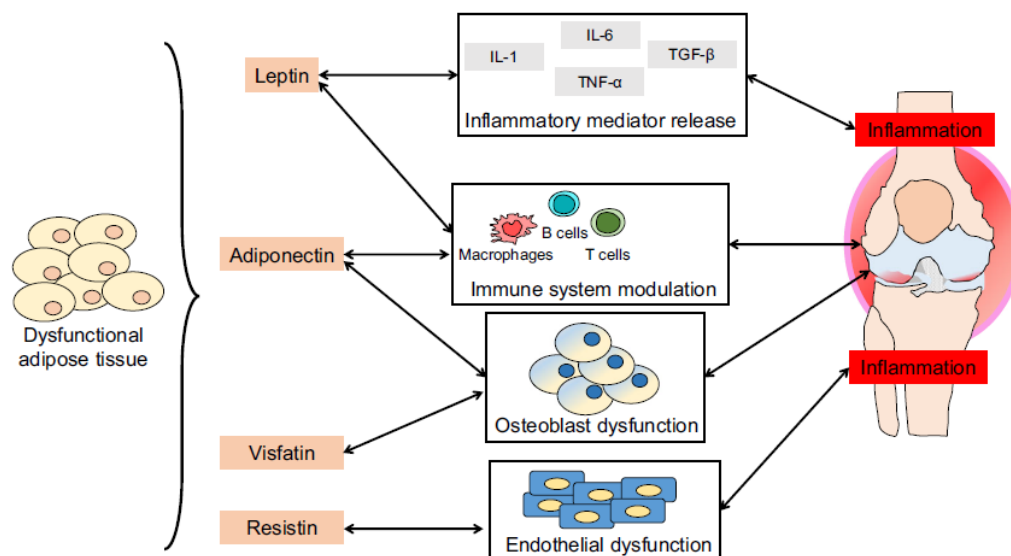 Leptin
IL-1
IL-6
TNF-α
TGF-β
Inflammatory mediator release
Inflammation
Dysfunctional
adipose tissue
Adiponectin
Macrophages
B cells
T cells
Immune system modulation
Osteoblast dysfunction
Inflammation
Visfatin
Resistin
Endothelial dysfunction